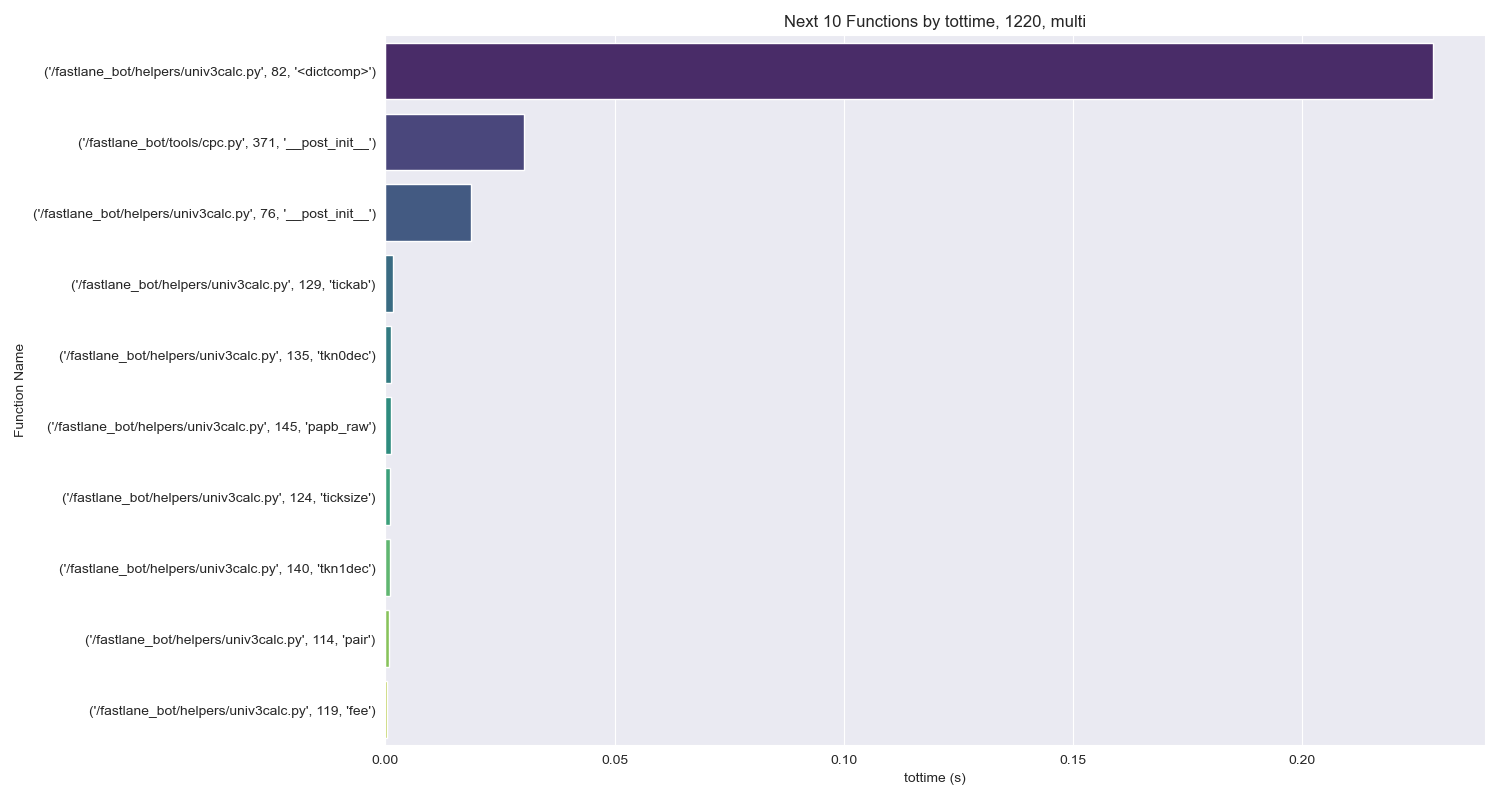 Next 10 Functions by tottime, 1220, multi
('/fastlane_bot/helpers/univ3calc.py', 82, '<dictcomp>')
('/fastlane_bot/tools/cpc.py', 371, '__post_init__')
('/fastlane_bot/helpers/univ3calc.py', 76, '__post_init__')
('/fastlane_bot/helpers/univ3calc.py', 129, 'tickab')
('/fastlane_bot/helpers/univ3calc.py', 135, 'tkn0dec')
('/fastlane_bot/helpers/univ3calc.py', 145, 'papb_raw')
('/fastlane_bot/helpers/univ3calc.py', 124, 'ticksize')
('/fastlane_bot/helpers/univ3calc.py', 140, 'tkn1dec')
('/fastlane_bot/helpers/univ3calc.py', 114, 'pair')
('/fastlane_bot/helpers/univ3calc.py', 119, 'fee')
Function Name
0.00 0.05 0.10 0.15 0.20
tottime (s)